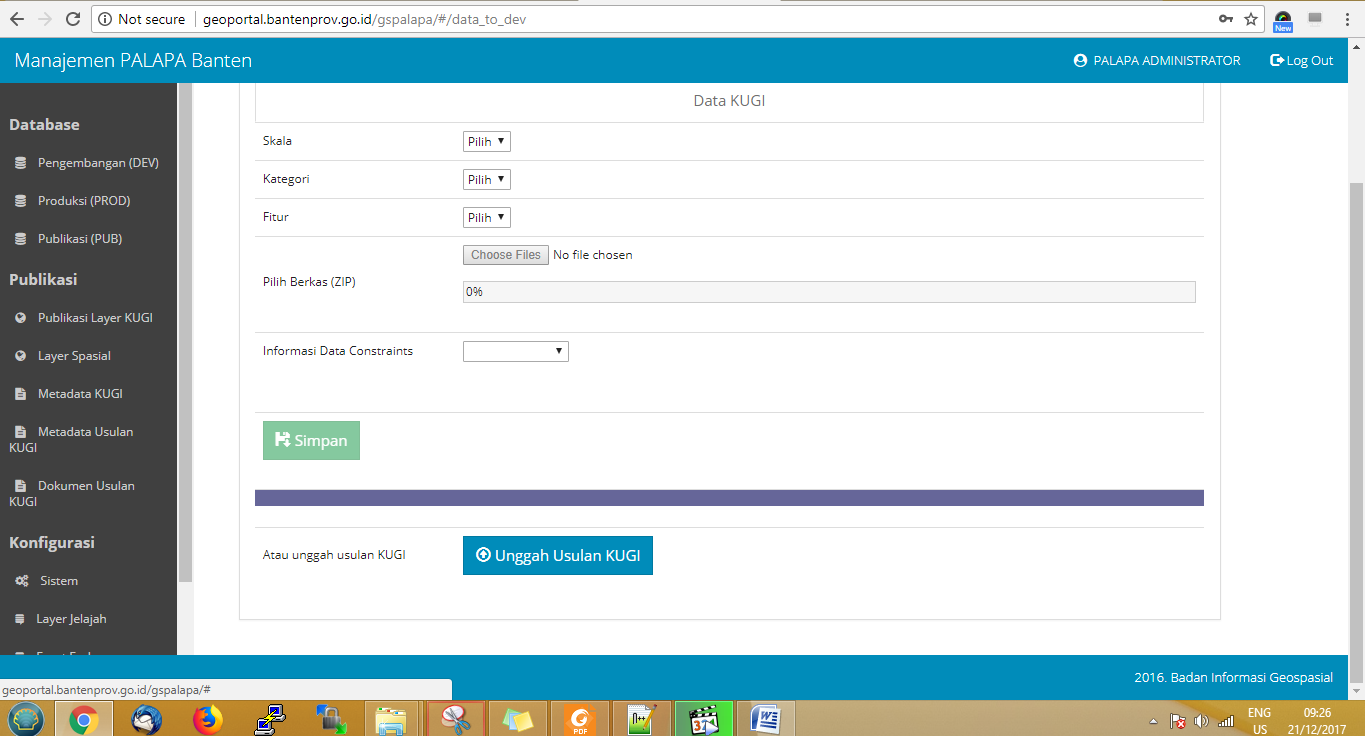 Not secure geoportal.bantenprov.go.id/gspalapa/#/data_to_dev
New
Manajemen PALAPA Banten
PALAPA ADMINISTRATOR
Log Out
Database
Pengembangan (DEV)
Produksi (PROD)
Publikasi (PUB)
Publikasi
Publikasi Layer KUGI
Layer Spasial
Metadata KUGI
Metadata Usulan
KUGI
Dokumen Usulan
KUGI
Konfigurasi
Sistem
Layer Jelajah
Data KUGI
Skala Pilih
Kategori Pilih
Fitur Pilih
Choose Files No file chosen
Pilih Berkas (ZIP)
0%
Informasi Data Constraints
Simpan
Atau unggah usulan KUGI Unggah Usulan KUGI
2016. Badan Informasi Geospasial
geoportal.bantenprov.go.id/gspalapa/#
PDF
ENG 09:26
US 21/12/2017